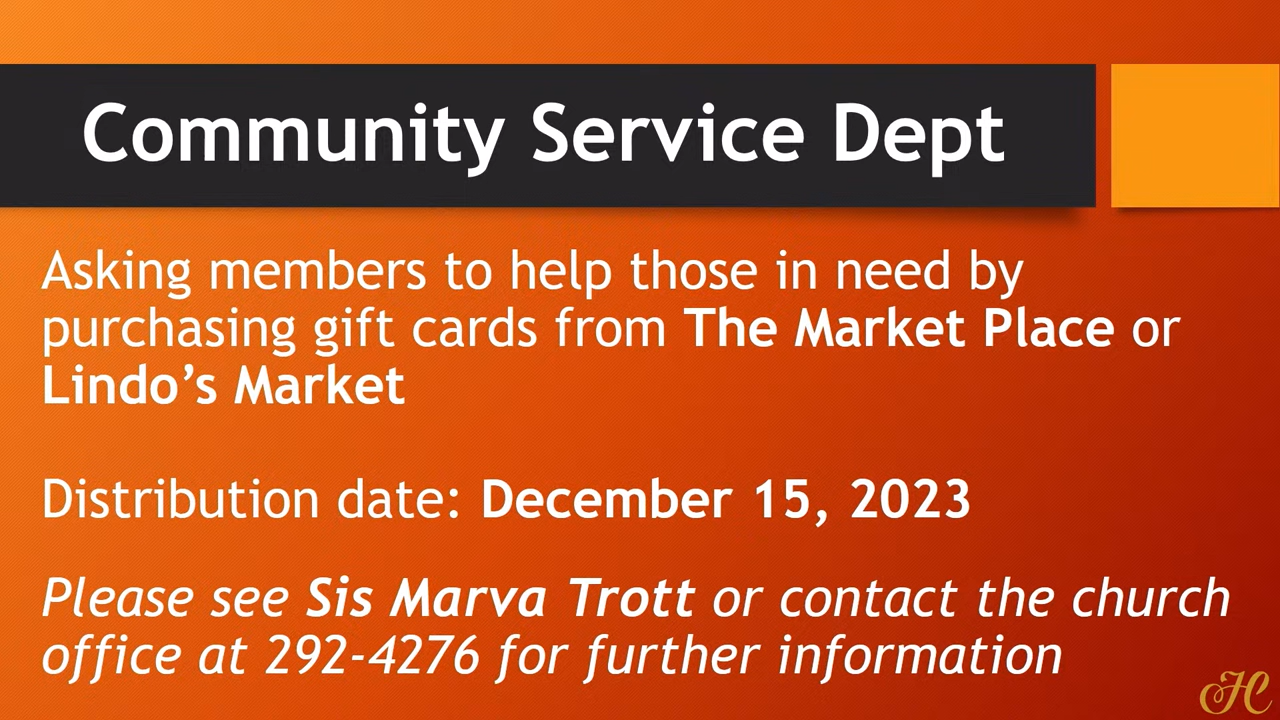 Community Service Dept
Asking members to help those in need by
purchasing gift cards from The Market Place or
Lindo’s Market
Distribution date: December 15, 2023
Please see Sis Marva Trott or contact the church
office at 292-4276 for further information
HC